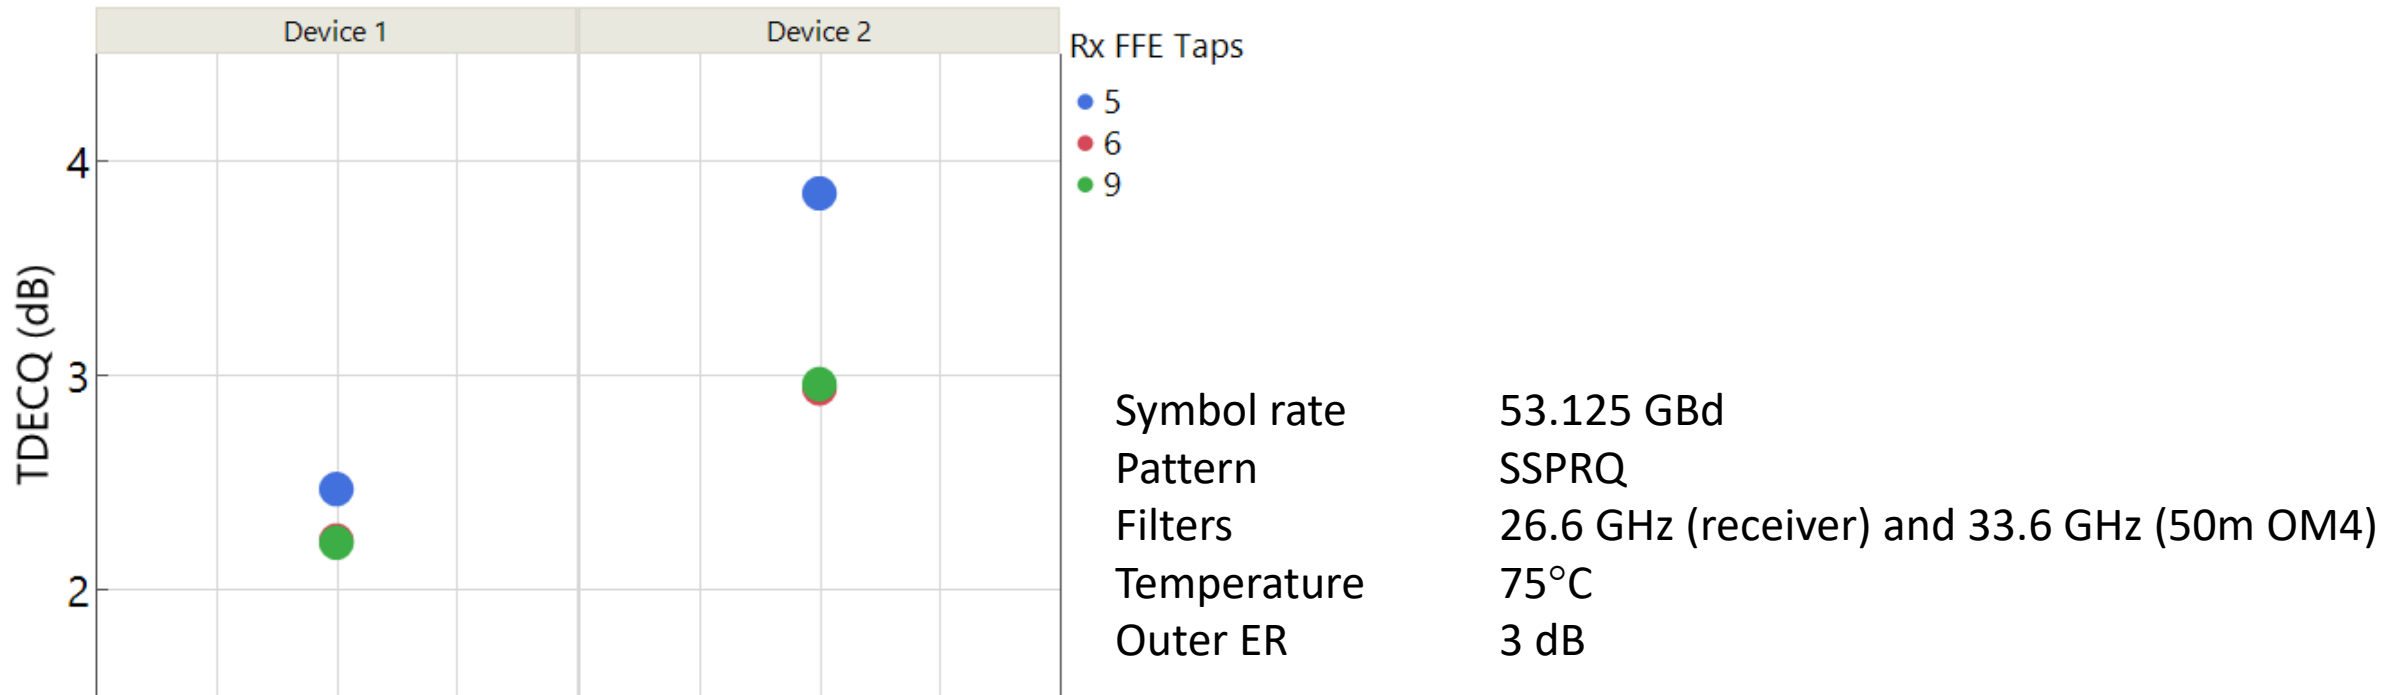 Device 1
Device 2
Rx FFE Taps
5
6
9
4
3
2
TDECQ (dB)
Symbol rate 53.125 GBd
Pattern SSPRQ
Filters 26.6 GHz (receiver) and 33.6 GHz (50m OM4)
Temperature 75°C
Outer ER 3 dB